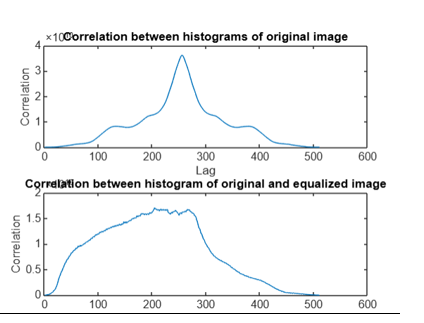 Correlation between histograms of original image
4
3
2
1
0
Correlation
0 100 200 300 400 500 600
Lag
Correlation between histogram of original and equalized image
2
1.5
1
0.5
0
Correlation
0 100 200 300 400 500 600